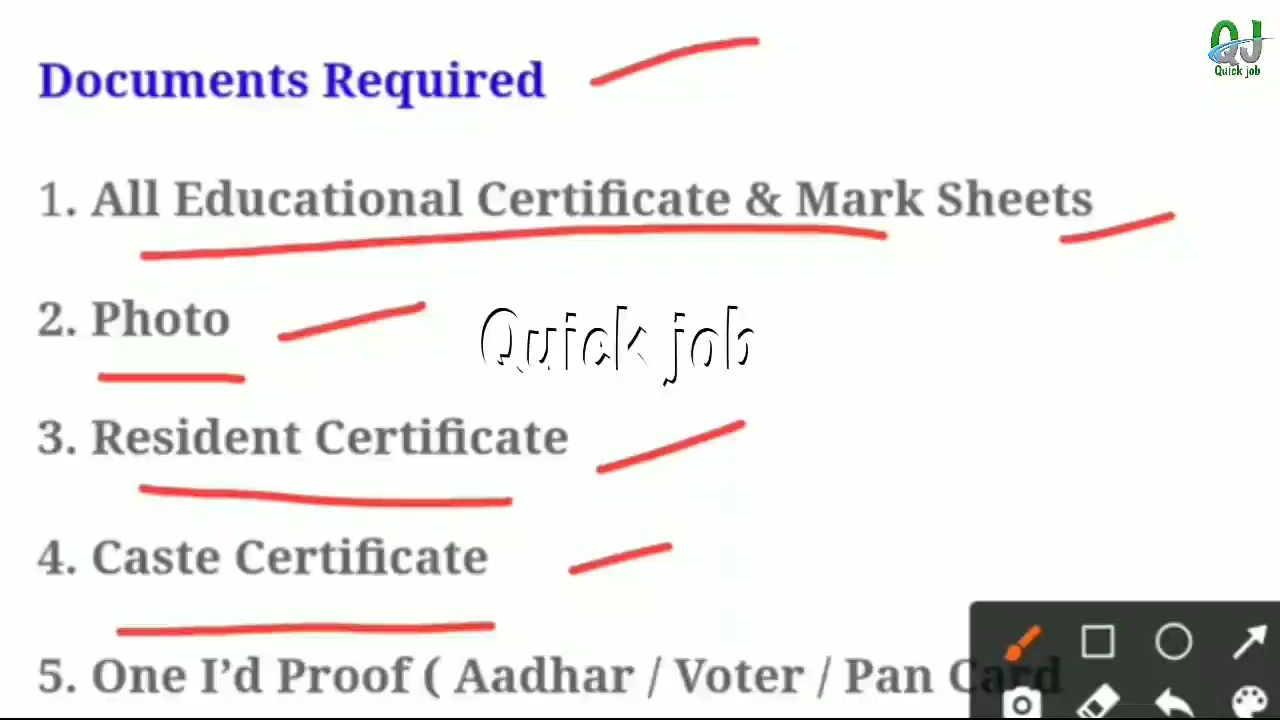 Documents Required
QJ
Quick job
1. All Educational Certificate & Mark Sheets
2. Photo
Quick job
3. Resident Certificate
4. Caste Certificate
5. One I’d Proof ( Aadhar / Voter / Pan Card